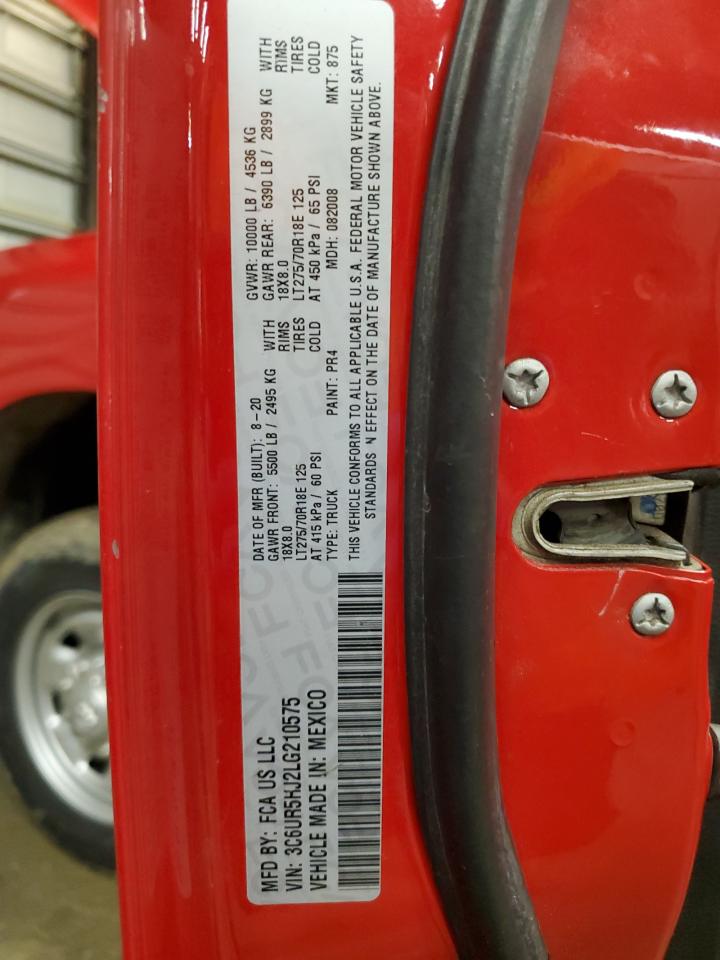 MFD BY: FCA US LLC
VIN: 3C6UR5HJ2LG210575
VEHICLE MADE IN: MEXICO
DATE OF MFR (BUILT): 8-20 GVWR: 10000 LB / 4536 KG
GAWR FRONT: 5500 LB / 2495 KG WITH GAWR REAR: 6390 LB / 2899 KG WITH
18X8.0 RIMS 18X8.0 RIMS
LT275/70R18E 125 TIRES LT275/70R18E 125 TIRES
AT 415 kPa / 60 PSI COLD AT 450 kPa / 65 PSI COLD
TYPE: TRUCK PAINT: PR4 MDH: 082008 MKT: 875
THIS VEHICLE CONFORMS TO ALL APPLICABLE U.S.A. FEDERAL MOTOR VEHICLE SAFETY
STANDARDS N EFFECT ON THE DATE OF MANUFACTURE SHOWN ABOVE.